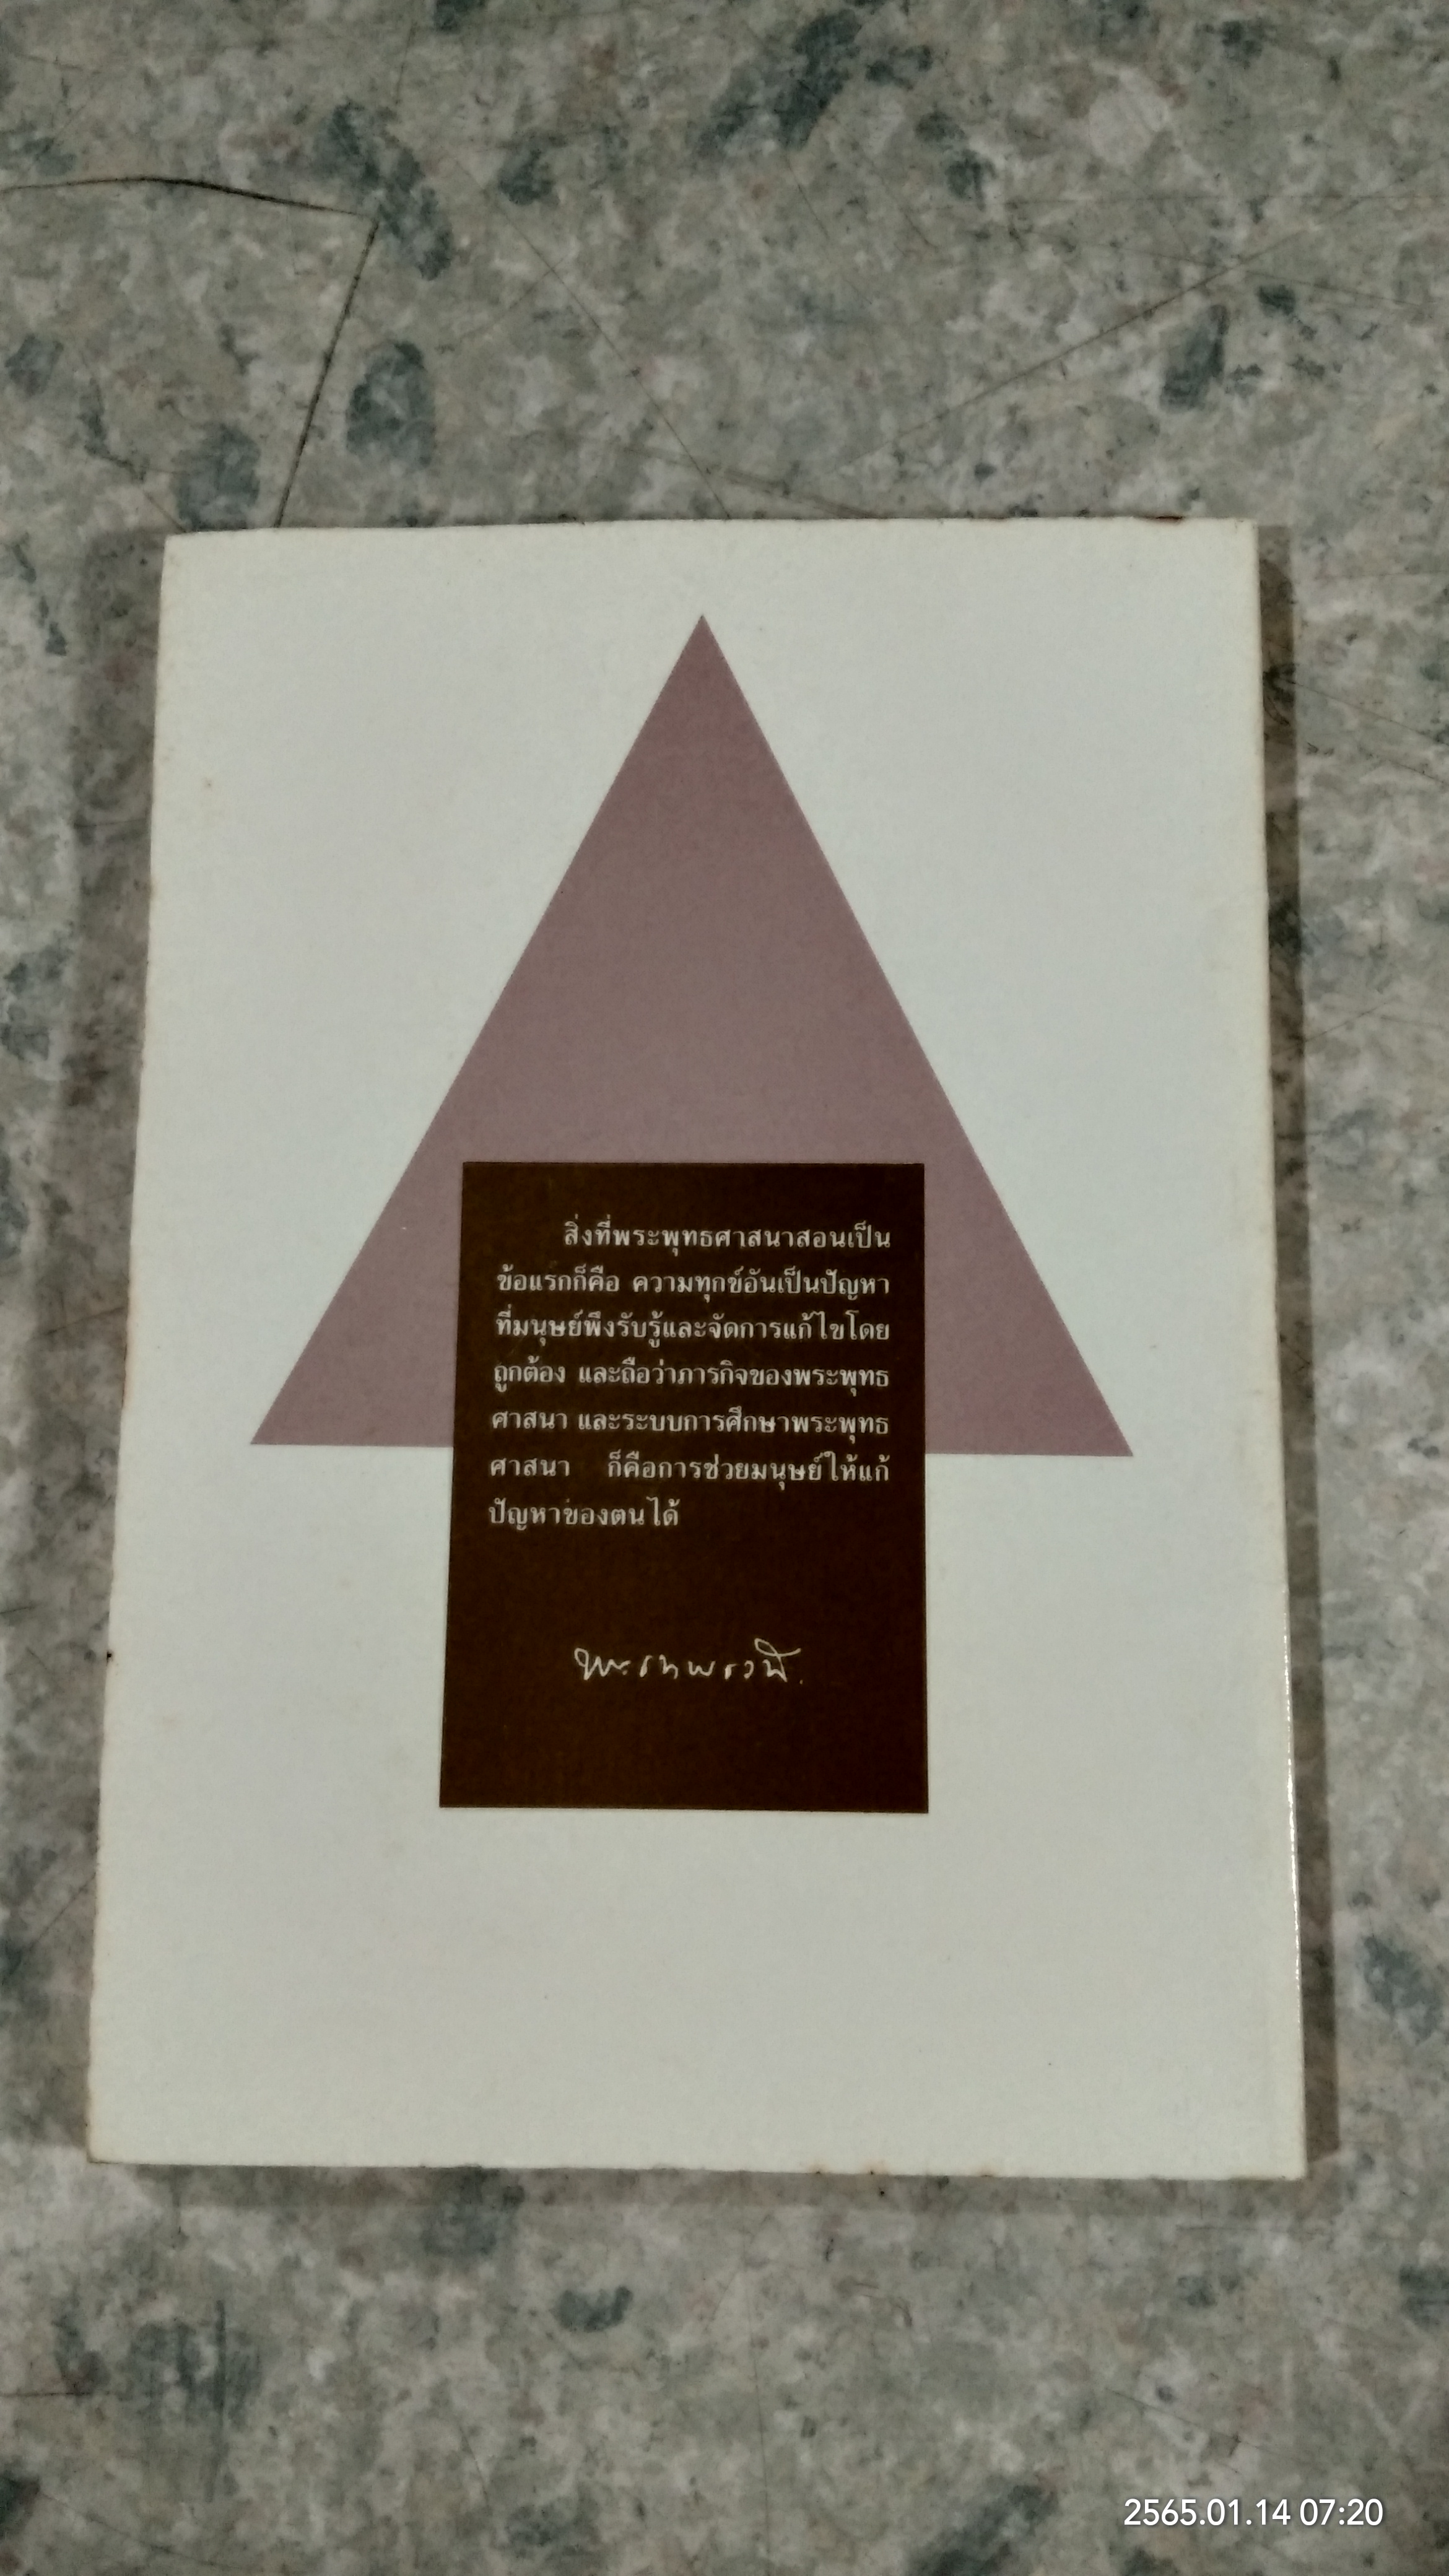 สิ่งที่พระพุทธศาสนาสอนเป็น
ข้อแรกก็คือ ความทุกข์อันเป็นปัญหา
ที่มนุษย์พึงรับรู้และจัดการแก้ไขโดย
ถูกต้อง และถือว่าภารกิจของพระพุทธ
ศาสนา และระบบการศึกษาพระพุทธ
ศาสนา ก็คือการช่วยมนุษย์ให้แก้
ปัญหาของตนได้
พระเทพเวที
2565.01.14 07:20